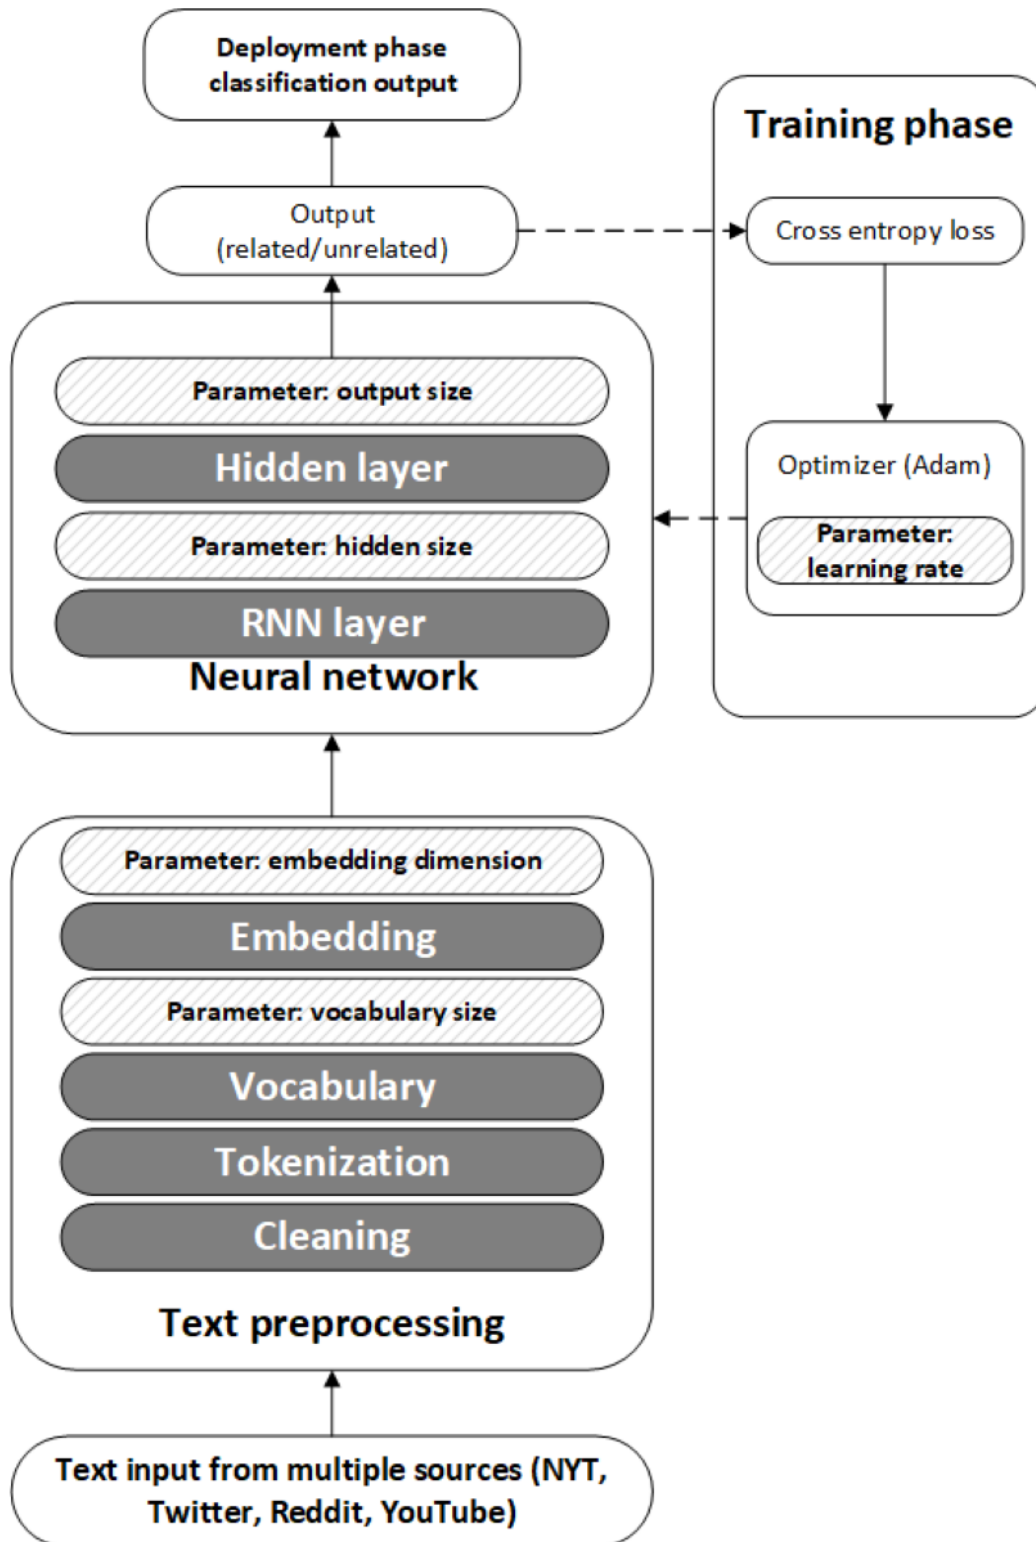 Deployment phase
classification output
Training phase
Output
(related/unrelated)
Cross entropy loss
Parameter: output size
Hidden layer
Optimizer (Adam)
Parameter: hidden size
Parameter:
learning rate
RNN layer
Neural network
Parameter: embedding dimension
Embedding
Parameter: vocabulary size
Vocabulary
Tokenization
Cleaning
Text preprocessing
Text input from multiple sources (NYT,
Twitter, Reddit, YouTube)